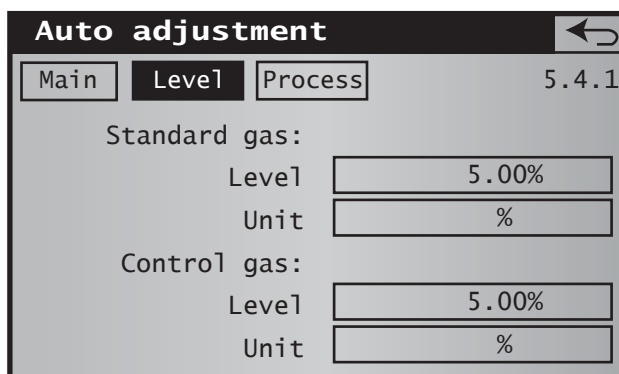 Auto adjustment
Main Level Process 5.4.1
Standard gas:
Level 5.00%
Unit %
Control gas:
Level 5.00%
Unit %